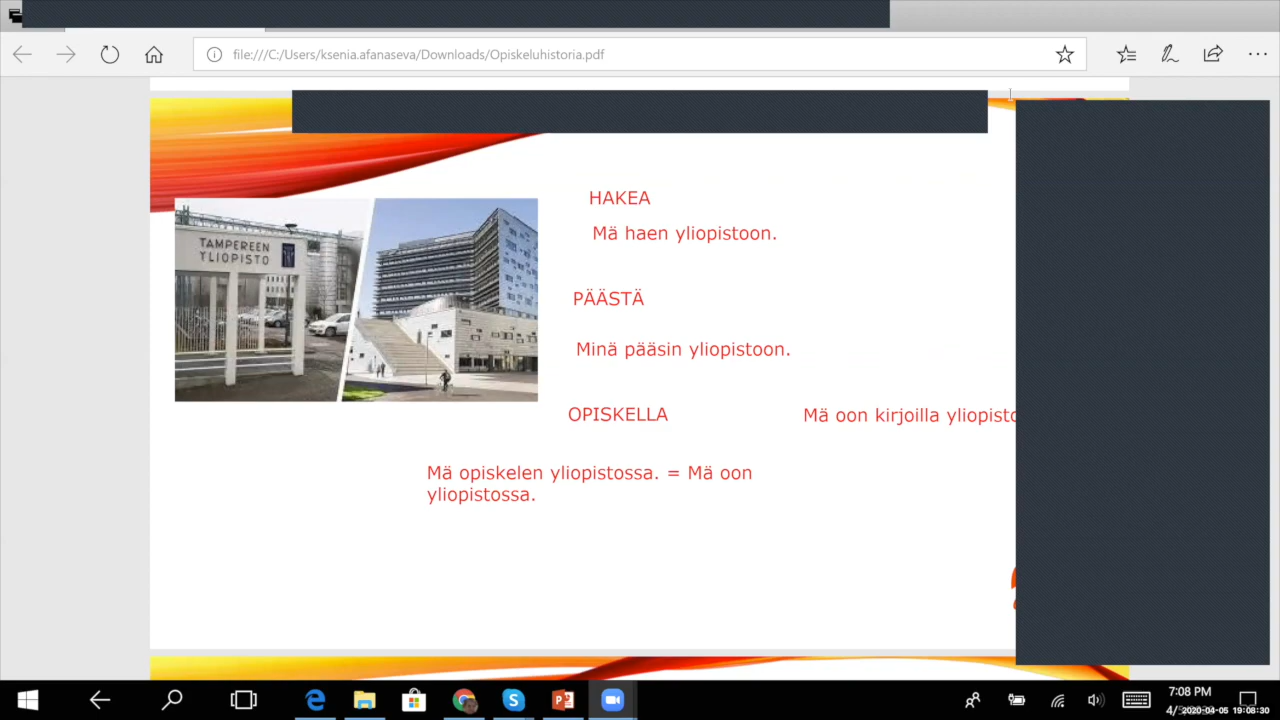 file:///C:/Users/ksenia.afanaseva/Downloads/Opiskeluhistoria.pdf
TAMPEREEN
YLIOPISTO
HAKEA
Mä haen yliopistoon.
PÄÄSTÄ
Minä pääsin yliopistoon.
OPISKELLA
Mä oon kirjoilla
Mä opiskelen yliopistossa. = Mä oon
yliopistossa.
7:08 PM
2020-04-05 19:08:30